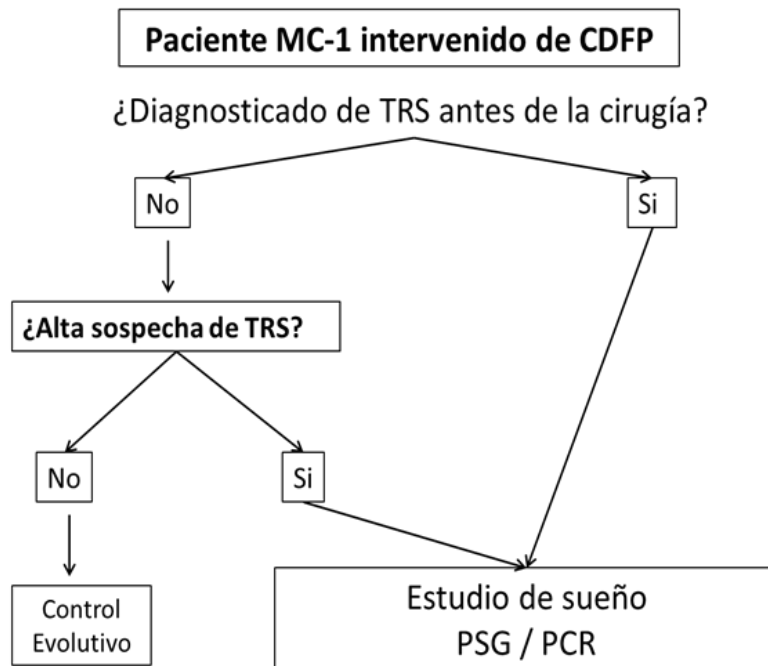 Paciente MC-1 intervenido de CDFP
¿Diagnosticado de TRS antes de la cirugía?
No
Si
¿Alta sospecha de TRS?
No
Si
Control
Evolutivo
Estudio de sueño
PSG / PCR